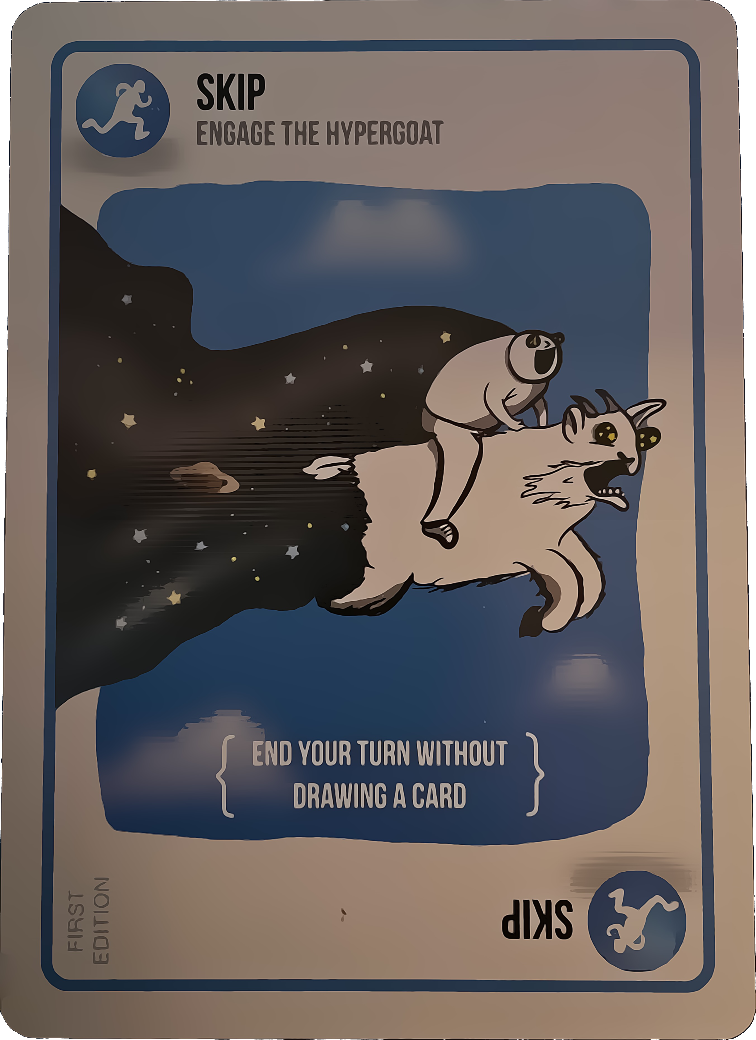 SKIP
ENGAGE THE HYPERGOAT
END YOUR TURN WITHOUT
DRAWING A CARD
FIRST
EDITION
SKIP